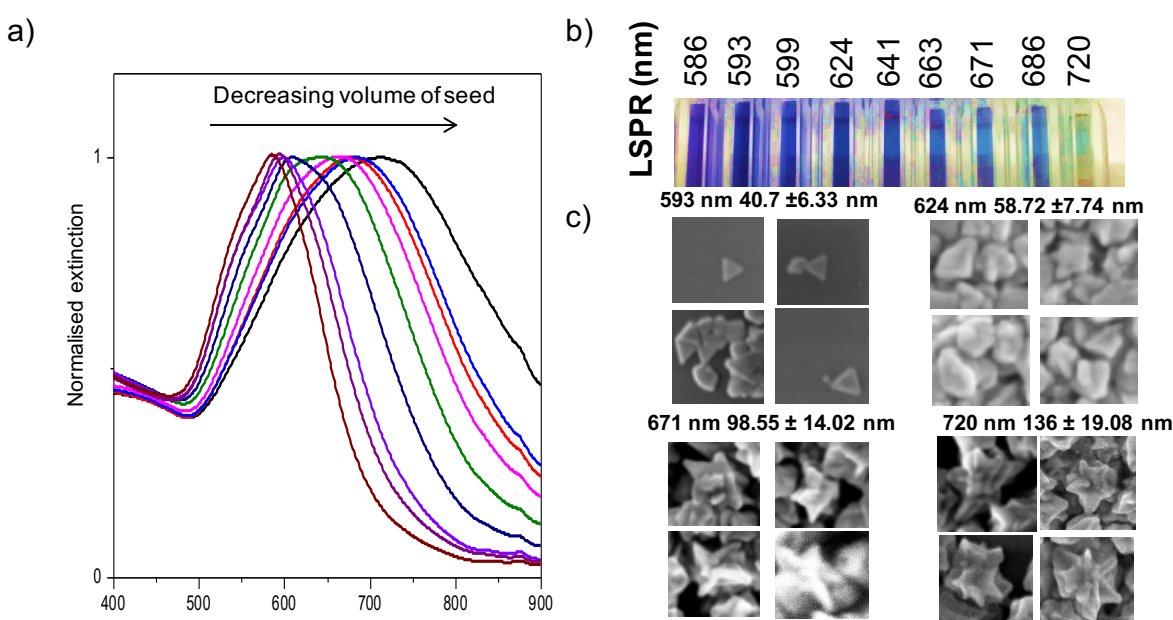 a)
Decreasing volume of seed
Normalised extinction
1
0
400 500 600 700 800 900
b)
LSPR (nm)
586 593 599 624 641 663 671 686 720
c)
593 nm 40.7 ±6.33 nm
624 nm 58.72 ±7.74 nm
671 nm 98.55 ± 14.02 nm
720 nm 136 ± 19.08 nm